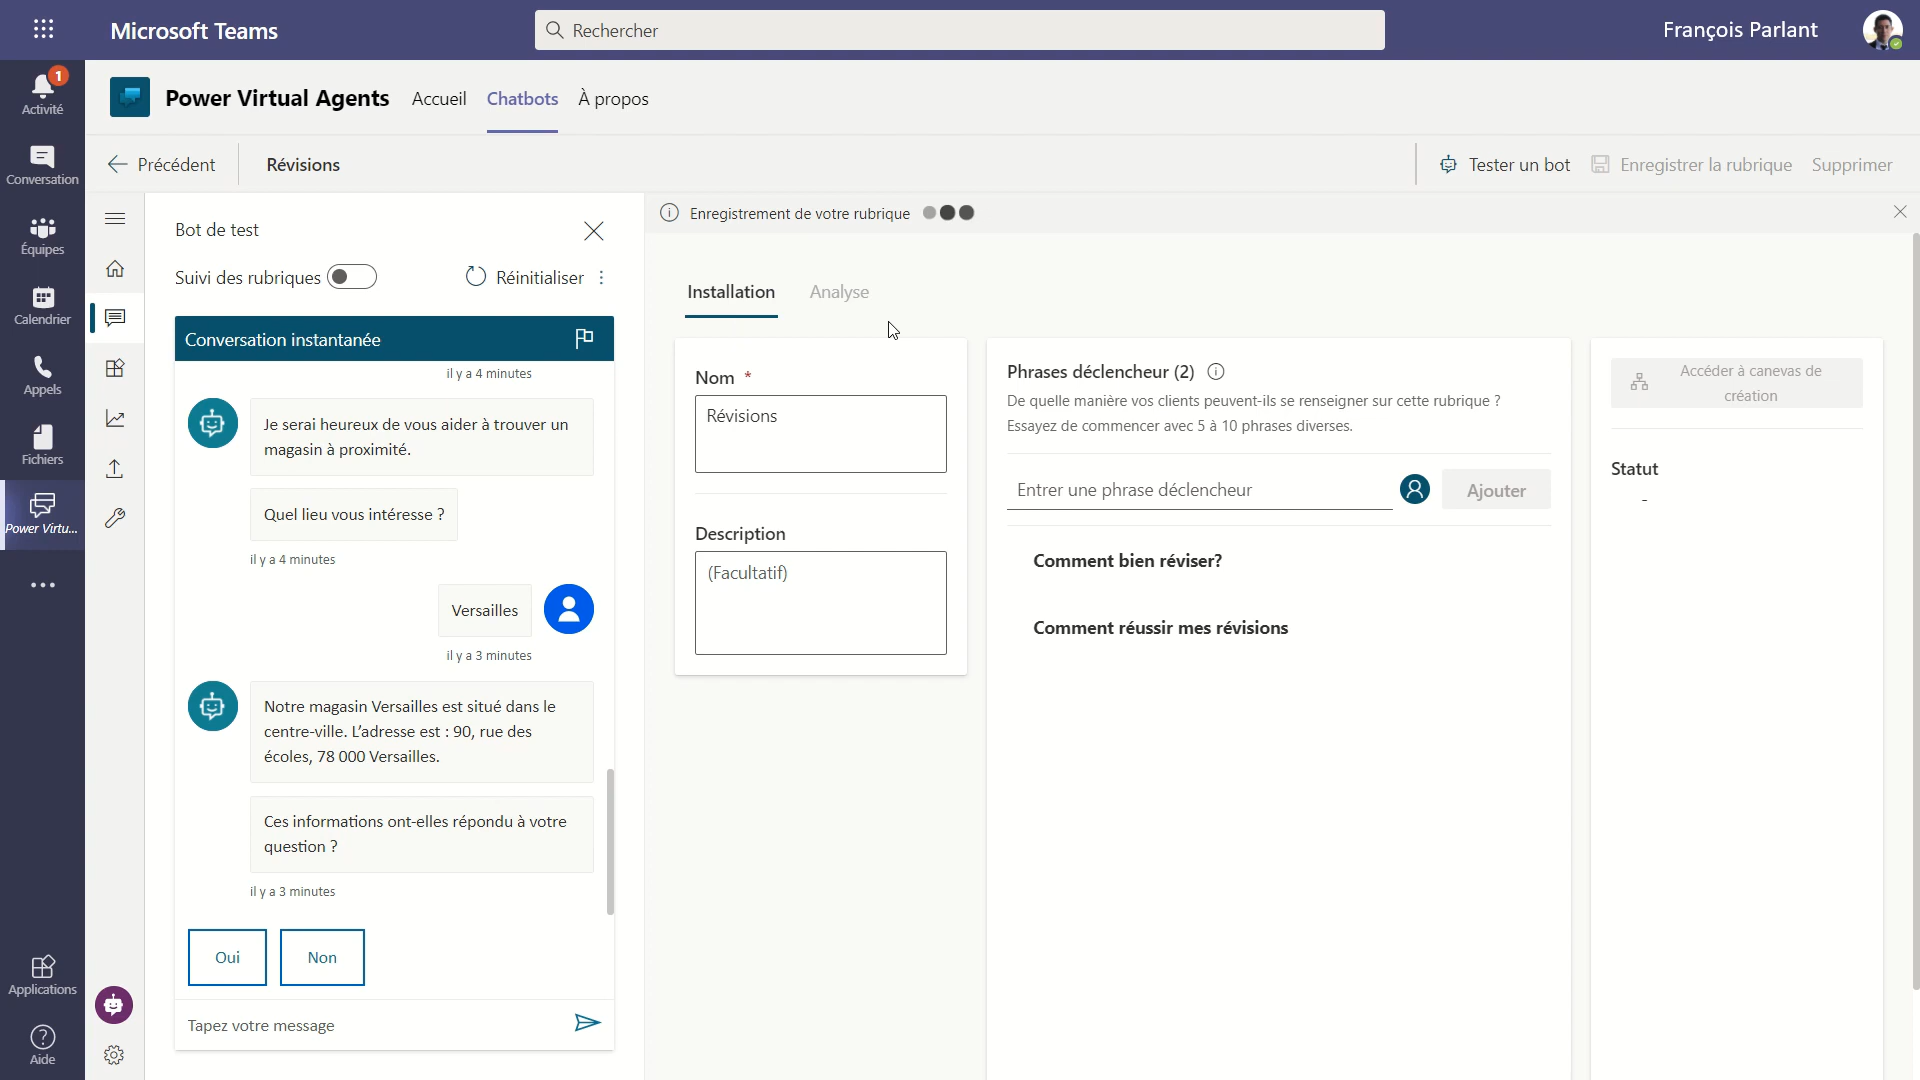 Microsoft Teams
Rechercher
François Parlant
1
Activité
Conversation
Équipes
Calendrier
Appels
Fichiers
Power Virtu...
Applications
Aide
Power Virtual Agents
Accueil
Chatbots
À propos
Précédent
Révisions
Tester un bot
Enregistrer la rubrique
Supprimer
Bot de test
Suivi des rubriques
Réinitialiser
Conversation instantanée
il y a 4 minutes
Je serai heureux de vous aider à trouver un
magasin à proximité.
Quel lieu vous intéresse ?
il y a 4 minutes
Versailles
il y a 3 minutes
Notre magasin Versailles est situé dans le
centre-ville. L’adresse est : 90, rue des
écoles, 78 000 Versailles.
Ces informations ont-elles répondu à votre
question ?
il y a 3 minutes
Oui
Non
Tapez votre message
Enregistrement de votre rubrique
Installation
Analyse
Nom *
Révisions
Description
(Facultatif)
Phrases déclencheur (2)
De quelle manière vos clients peuvent-ils se renseigner sur cette rubrique ?
Essayez de commencer avec 5 à 10 phrases diverses.
Entrer une phrase déclencheur
Ajouter
Comment bien réviser?
Comment réussir mes révisions
Accéder à canevas de
création
Statut
-